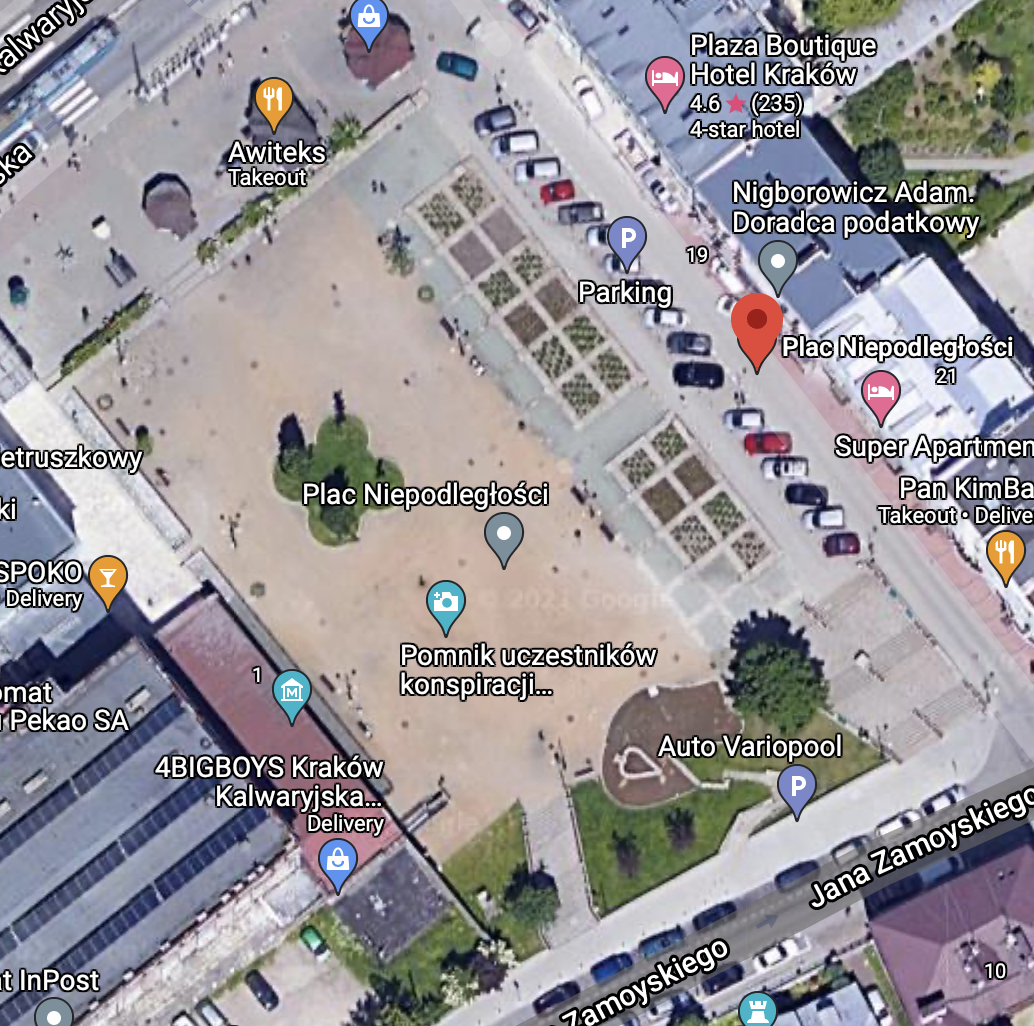 Kalwaryjska
Plaza Boutique
Hotel Kraków
4.6 ★ (235)
4-star hotel
Awiteks
Takeout
Nigborowicz Adam.
Doradca podatkowy
19
P
Parking
Plac Niepodległości
21
Super Apartmen
etruszkowy
Plac Niepodległości
Pan KimBa
Takeout • Delive
ki
SPOKO
Delivery
2021 Google
Pomnik uczestników
konspiracji...
1
M
omat
u Pekao SA
Auto Variopool
P
4BIGBOYS Kraków
Kalwaryjska...
Delivery
Jana Zamoyskiego
Zamoyskiego
10
t InPost